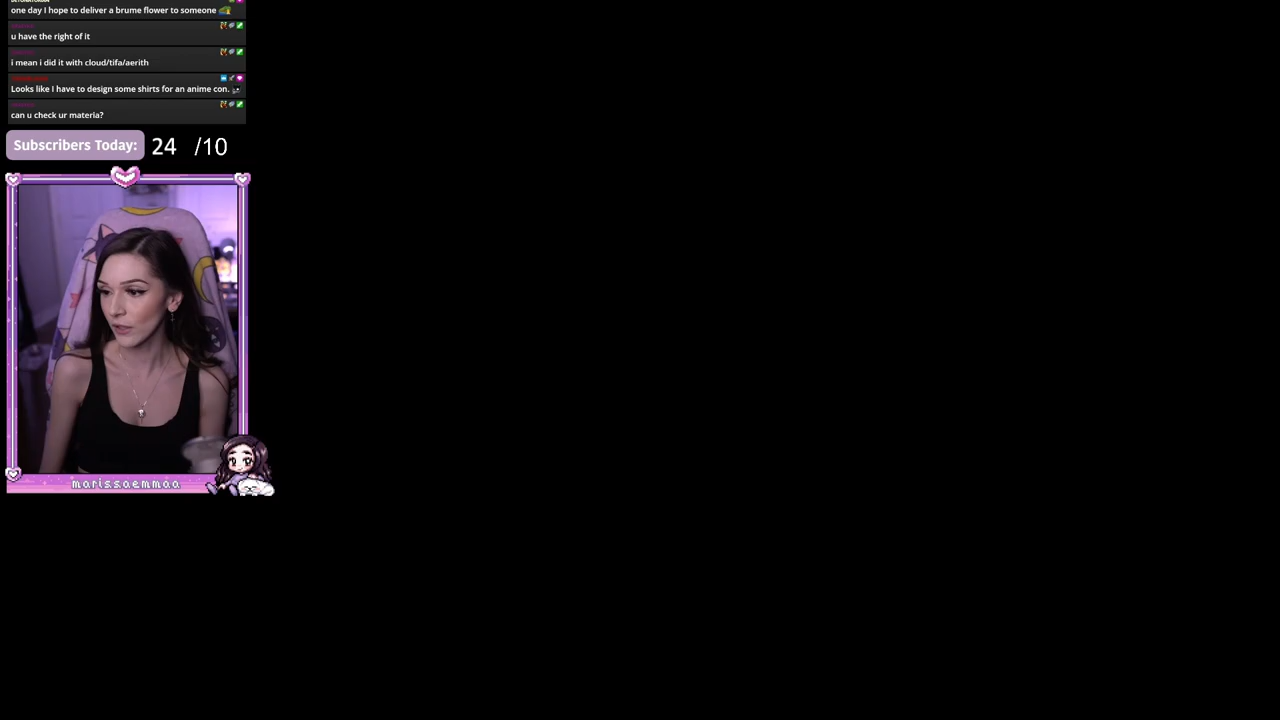 one day I hope to deliver a brume flower to someone
u have the right of it
i mean i did it with cloud/tifa/aerith
Looks like I have to design some shirts for an anime con.
can u check ur materia?
Subscribers Today: 24 /10
marissaemmaa